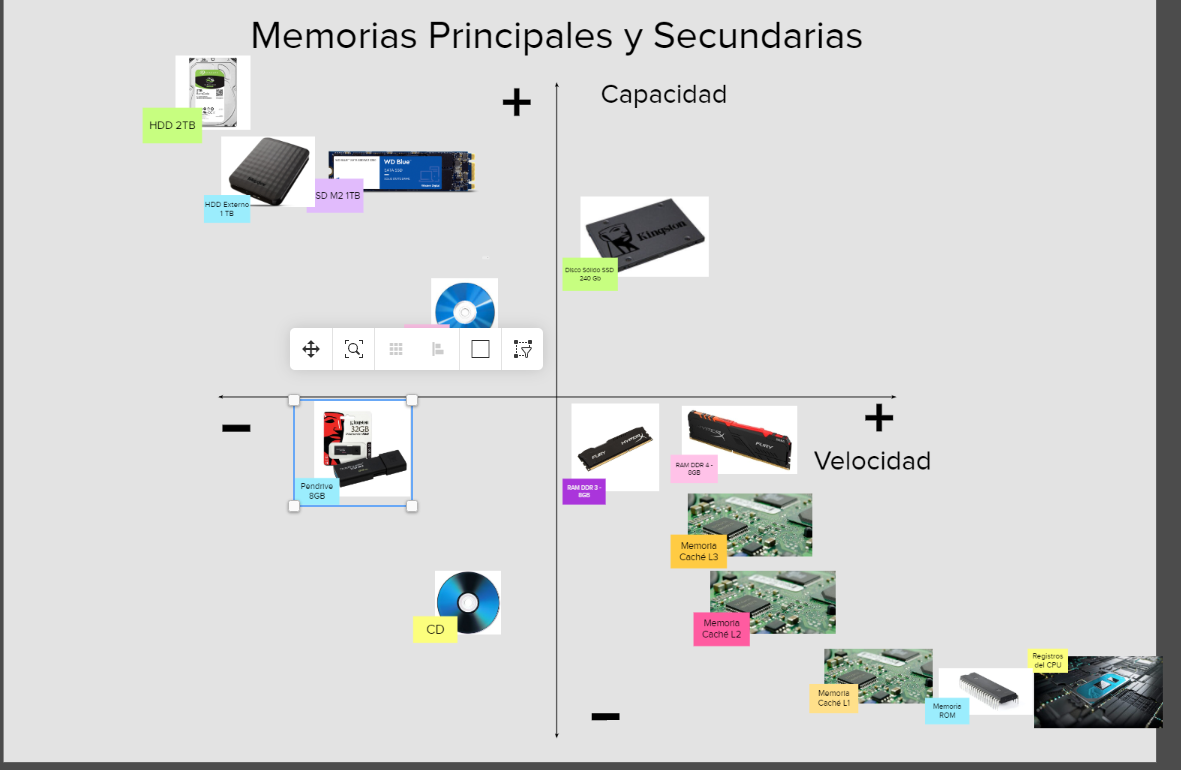 Memorias Principales y Secundarias
+
Capacidad
HDD 2TB
WD Blue
SD M2 1TB
HDD Externo
1 TB
Kingston
Disco Sólido SSD
240 Gb
−
+
Velocidad
Kingston
32GB
Pendrive
8GB
FURY
HYPERX
RAM DDR 3 -
8GB
HYPERX
FURY
RAM DDR 4 -
8GB
Memoria
Caché L3
Memoria
Caché L2
CD
Memoria
Caché L1
Memoria
ROM
Registros
del CPU
−